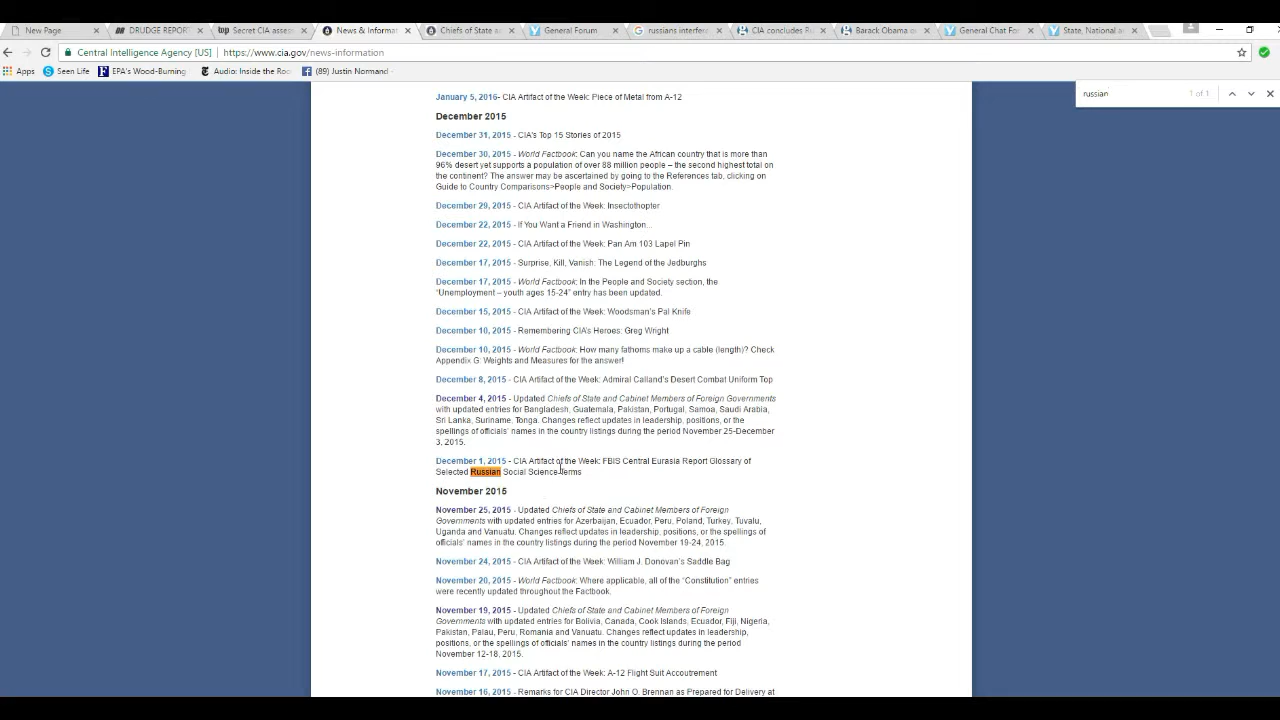 New Page
DRUDGE REPORT
Secret CIA asses
News & Informa
Chiefs of State a
General Forum
russians interfer
CIA concludes R
Barack Obama o
General Chat Fo
State, National a
Central Intelligence Agency [US]
https://www.cia.gov/news-information
Apps
Seen Life
EPA's Wood-Burning
Audio: Inside the Ro
(89) Justin Normand
russian
1 of 1
January 5, 2016- CIA Artifact of the Week: Piece of Metal from A-12
December 2015
December 31, 2015 - CIA's Top 15 Stories of 2015
December 30, 2015 - World Factbook: Can you name the African country that is more than
96% desert yet supports a population of over 88 million people – the second highest total on
the continent? The answer may be ascertained by going to the References tab, clicking on
Guide to Country Comparisons>People and Society>Population.
December 29, 2015 - CIA Artifact of the Week: Insectothopter
December 22, 2015 - If You Want a Friend in Washington...
December 22, 2015 - CIA Artifact of the Week: Pan Am 103 Lapel Pin
December 17, 2015 - Surprise, Kill, Vanish: The Legend of the Jedburghs
December 17, 2015 - World Factbook: In the People and Society section, the
“Unemployment – youth ages 15-24” entry has been updated.
December 15, 2015 - CIA Artifact of the Week: Woodsman's Pal Knife
December 10, 2015 - Remembering CIA's Heroes: Greg Wright
December 10, 2015 - World Factbook: How many fathoms make up a cable (length)? Check
Appendix G: Weights and Measures for the answer!
December 8, 2015 - CIA Artifact of the Week: Admiral Calland's Desert Combat Uniform Top
December 4, 2015 - Updated Chiefs of State and Cabinet Members of Foreign Governments
with updated entries for Bangladesh, Guatemala, Pakistan, Portugal, Samoa, Saudi Arabia,
Sri Lanka, Suriname, Tonga. Changes reflect updates in leadership, positions, or the
spellings of officials' names in the country listings during the period November 25-December
3, 2015.
December 1, 2015 - CIA Artifact of the Week: FBIS Central Eurasia Report Glossary of
Selected Russian Social Science Terms
November 2015
November 25, 2015 - Updated Chiefs of State and Cabinet Members of Foreign
Governments with updated entries for Azerbaijan, Ecuador, Peru, Poland, Turkey, Tuvalu,
Uganda and Vanuatu. Changes reflect updates in leadership, positions, or the spellings of
officials' names in the country listings during the period November 19-24, 2015.
November 24, 2015 - CIA Artifact of the Week: William J. Donovan's Saddle Bag
November 20, 2015 - World Factbook: Where applicable, all of the “Constitution” entries
were recently updated throughout the Factbook.
November 19, 2015 - Updated Chiefs of State and Cabinet Members of Foreign
Governments with updated entries for Bolivia, Canada, Cook Islands, Ecuador, Fiji, Nigeria,
Pakistan, Palau, Peru, Romania and Vanuatu. Changes reflect updates in leadership,
positions, or the spellings of officials' names in the country listings during the period
November 12-18, 2015.
November 17, 2015 - CIA Artifact of the Week: A-12 Flight Suit Accoutrement
November 16, 2015 - Remarks for CIA Director John O. Brennan as Prepared for Delivery at